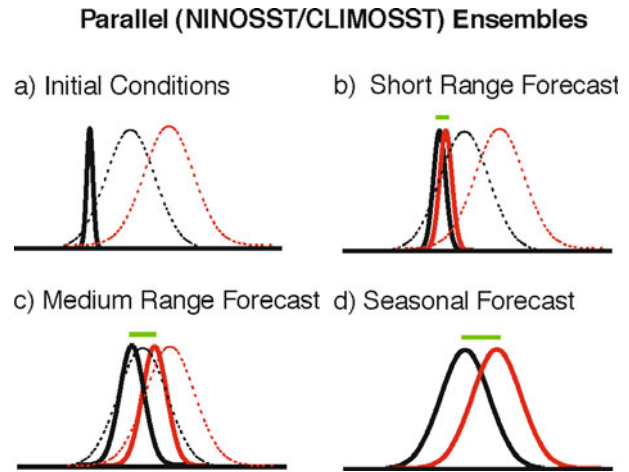 Parallel (NINOSST/CLIMOSST) Ensembles
a) Initial Conditions
b) Short Range Forecast
c) Medium Range Forecast
d) Seasonal Forecast